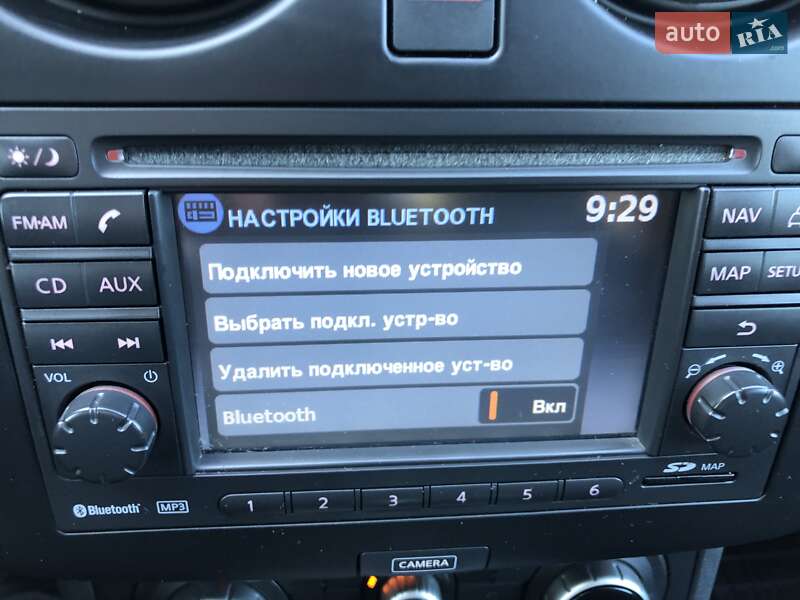 auto RIA .com
FM·AM
CD AUX
VOL
НАСТРОЙКИ BLUETOOTH 9:29
Подключить новое устройство
Выбрать подкл. устр-во
Удалить подключенное уст-во
Bluetooth Вкл
NAV
MAP SETU
SD MAP
Bluetooth MP3
1 2 3 4 5 6
CAMERA